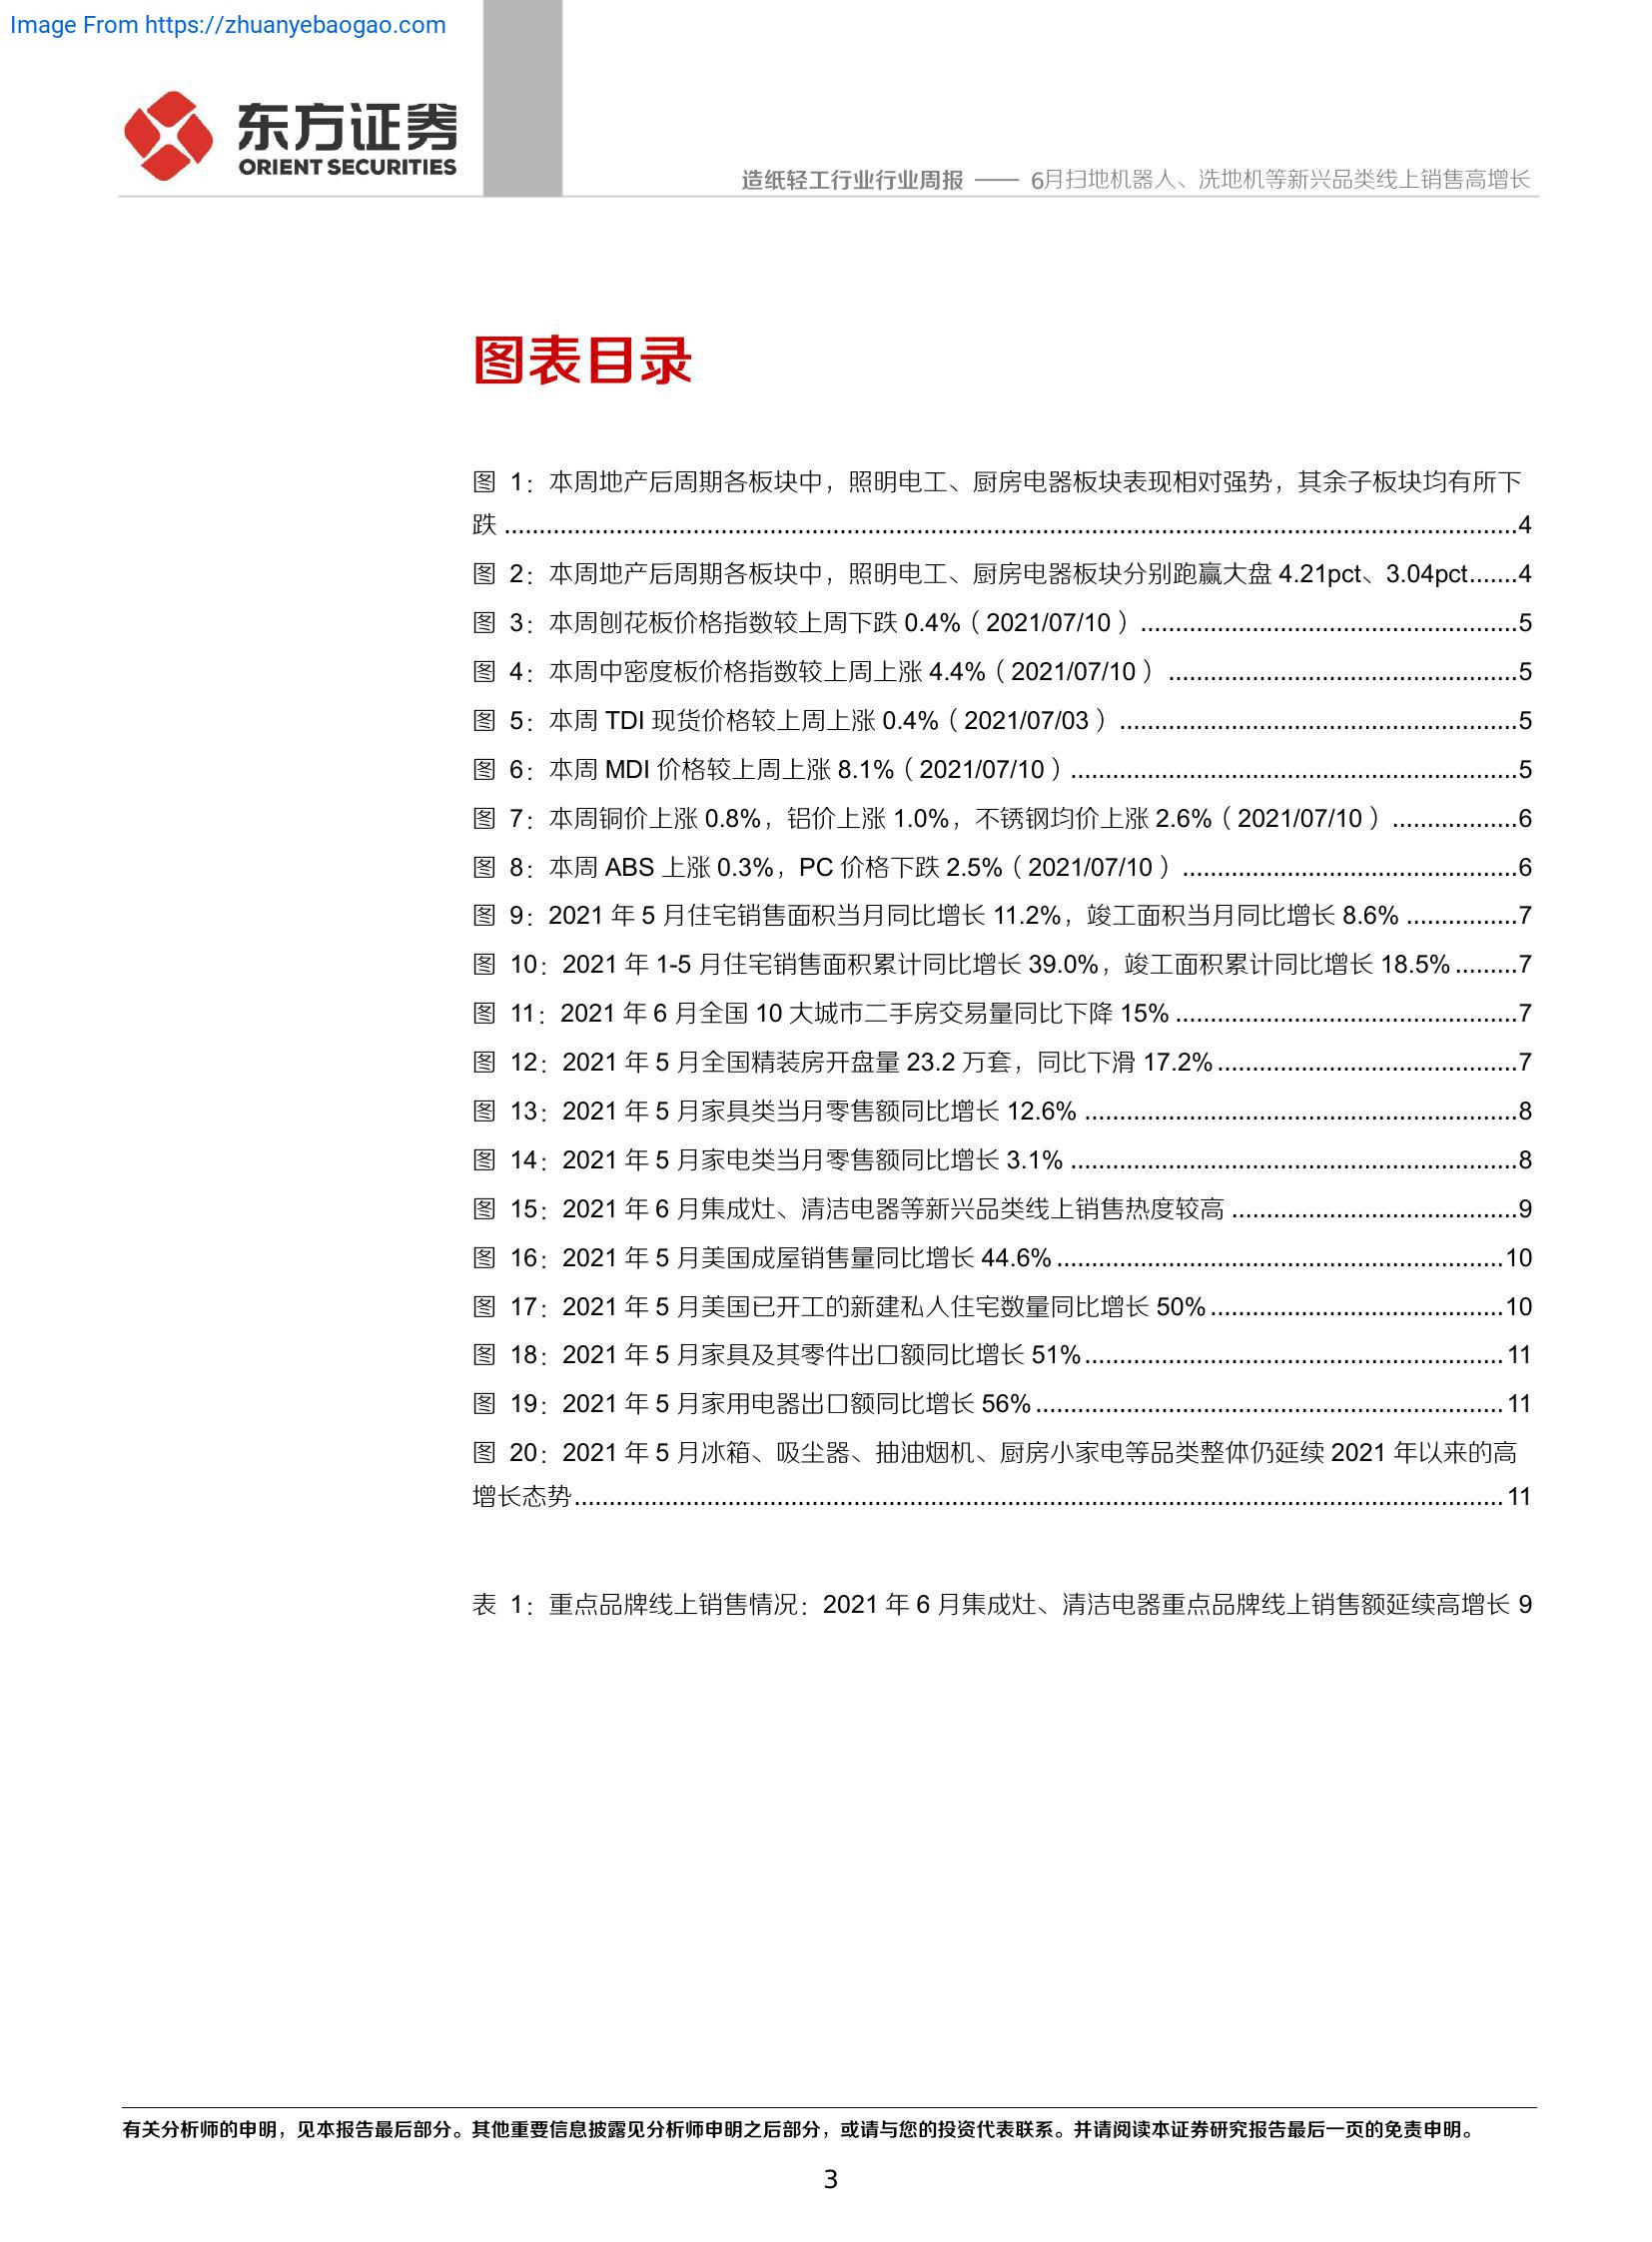 Image From https://zhuanyebaogao.com
东方证券
ORIENT SECURITIES
造纸轻工行业行业周报 —— 6月扫地机器人、洗地机等新兴品类线上销售高增长
图表目录
图 1：本周地产后周期各板块中，照明电工、厨房电器板块表现相对强势，其余子板块均有所下
跌 ........................................................................................................4
图 2：本周地产后周期各板块中，照明电工、厨房电器板块分别跑赢大盘 4.21pct、3.04pct.......4
图 3：本周刨花板价格指数较上周下跌 0.4%（2021/07/10）......................................................5
图 4：本周中密度板价格指数较上周上涨 4.4%（2021/07/10）..................................................5
图 5：本周 TDI 现货价格较上周上涨 0.4%（2021/07/03）.........................................................5
图 6：本周 MDI 价格较上周上涨 8.1%（2021/07/10）................................................................5
图 7：本周铜价上涨 0.8%，铝价上涨 1.0%，不锈钢均价上涨 2.6%（2021/07/10）..................6
图 8：本周 ABS 上涨 0.3%，PC 价格下跌 2.5%（2021/07/10）................................................6
图 9：2021 年 5 月住宅销售面积当月同比增长 11.2%，竣工面积当月同比增长 8.6% ................7
图 10：2021 年 1-5 月住宅销售面积累计同比增长 39.0%，竣工面积累计同比增长 18.5%.........7
图 11：2021 年 6 月全国 10 大城市二手房交易量同比下降 15% .................................................7
图 12：2021 年 5 月全国精装房开盘量 23.2 万套，同比下滑 17.2%...........................................7
图 13：2021 年 5 月家具类当月零售额同比增长 12.6% ..............................................................8
图 14：2021 年 5 月家电类当月零售额同比增长 3.1% ................................................................8
图 15：2021 年 6 月集成灶、清洁电器等新兴品类线上销售热度较高 .........................................9
图 16：2021 年 5 月美国成屋销售量同比增长 44.6%................................................................10
图 17：2021 年 5 月美国已开工的新建私人住宅数量同比增长 50%..........................................10
图 18：2021 年 5 月家具及其零件出口额同比增长 51%............................................................11
图 19：2021 年 5 月家用电器出口额同比增长 56%...................................................................11
图 20：2021 年 5 月冰箱、吸尘器、抽油烟机、厨房小家电等品类整体仍延续 2021 年以来的高
增长态势.....................................................................................................................................11
表 1：重点品牌线上销售情况：2021 年 6 月集成灶、清洁电器重点品牌线上销售额延续高增长 9
有关分析师的申明，见本报告最后部分。其他重要信息披露见分析师申明之后部分，或请与您的投资代表联系。并请阅读本证券研究报告最后一页的免责申明。
3